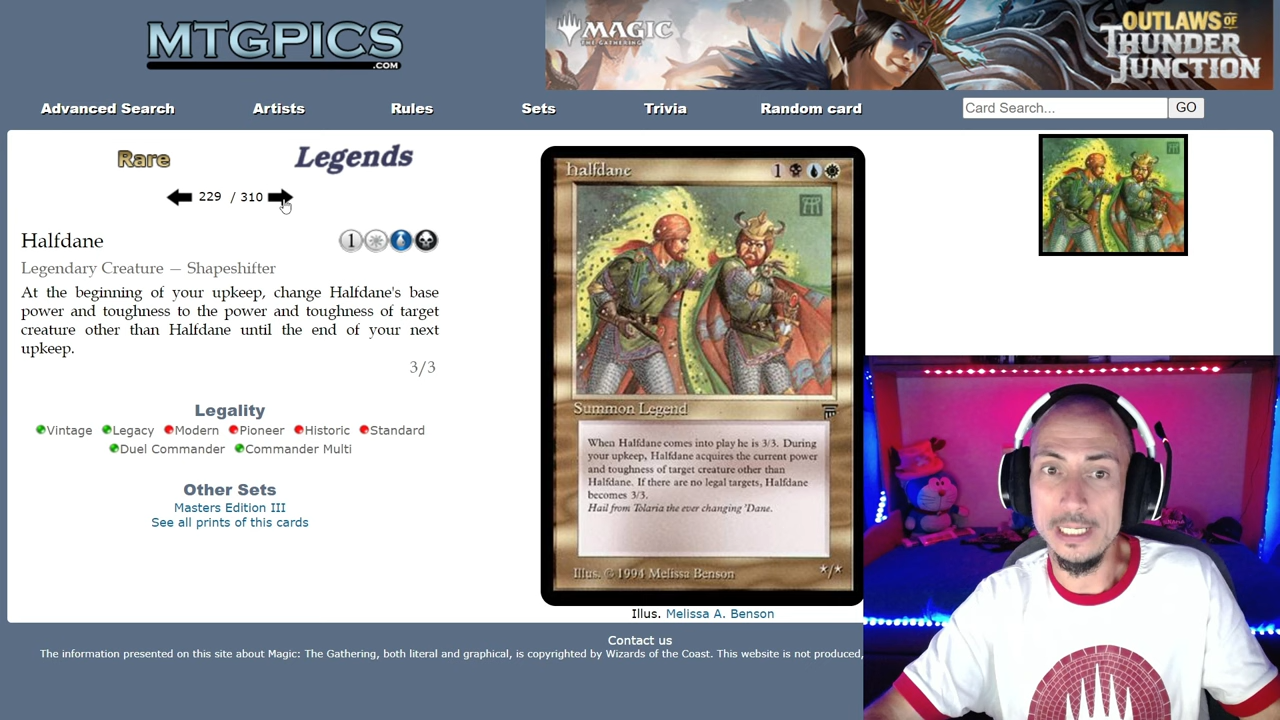 MTGPICS
.COM
MAGIC
THE GATHERING
OUTLAWS OF
THUNDER
JUNCTION
Advanced Search
Artists
Rules
Sets
Trivia
Random card
Card Search...
GO
Rare
Legends
229 / 310
Halfdane
1
Legendary Creature — Shapeshifter
At the beginning of your upkeep, change Halfdane's base
power and toughness to the power and toughness of target
creature other than Halfdane until the end of your next
upkeep.
3/3
Legality
Vintage Legacy Modern Pioneer Historic Standard
Duel Commander Commander Multi
Other Sets
Masters Edition III
See all prints of this cards
Halfdane
1
Summon Legend
When Halfdane comes into play he is 3/3. During
your upkeep, Halfdane acquires the current power
and toughness of target creature other than
Halfdane. If there are no legal targets, Halfdane
becomes 3/3.
Hail from Tolaria the ever changing 'Dane.
Illus. © 1994 Melissa Benson
*/*
Illus. Melissa A. Benson
Contact us
The information presented on this site about Magic: The Gathering, both literal and graphical, is copyrighted by Wizards of the Coast. This website is not produced,